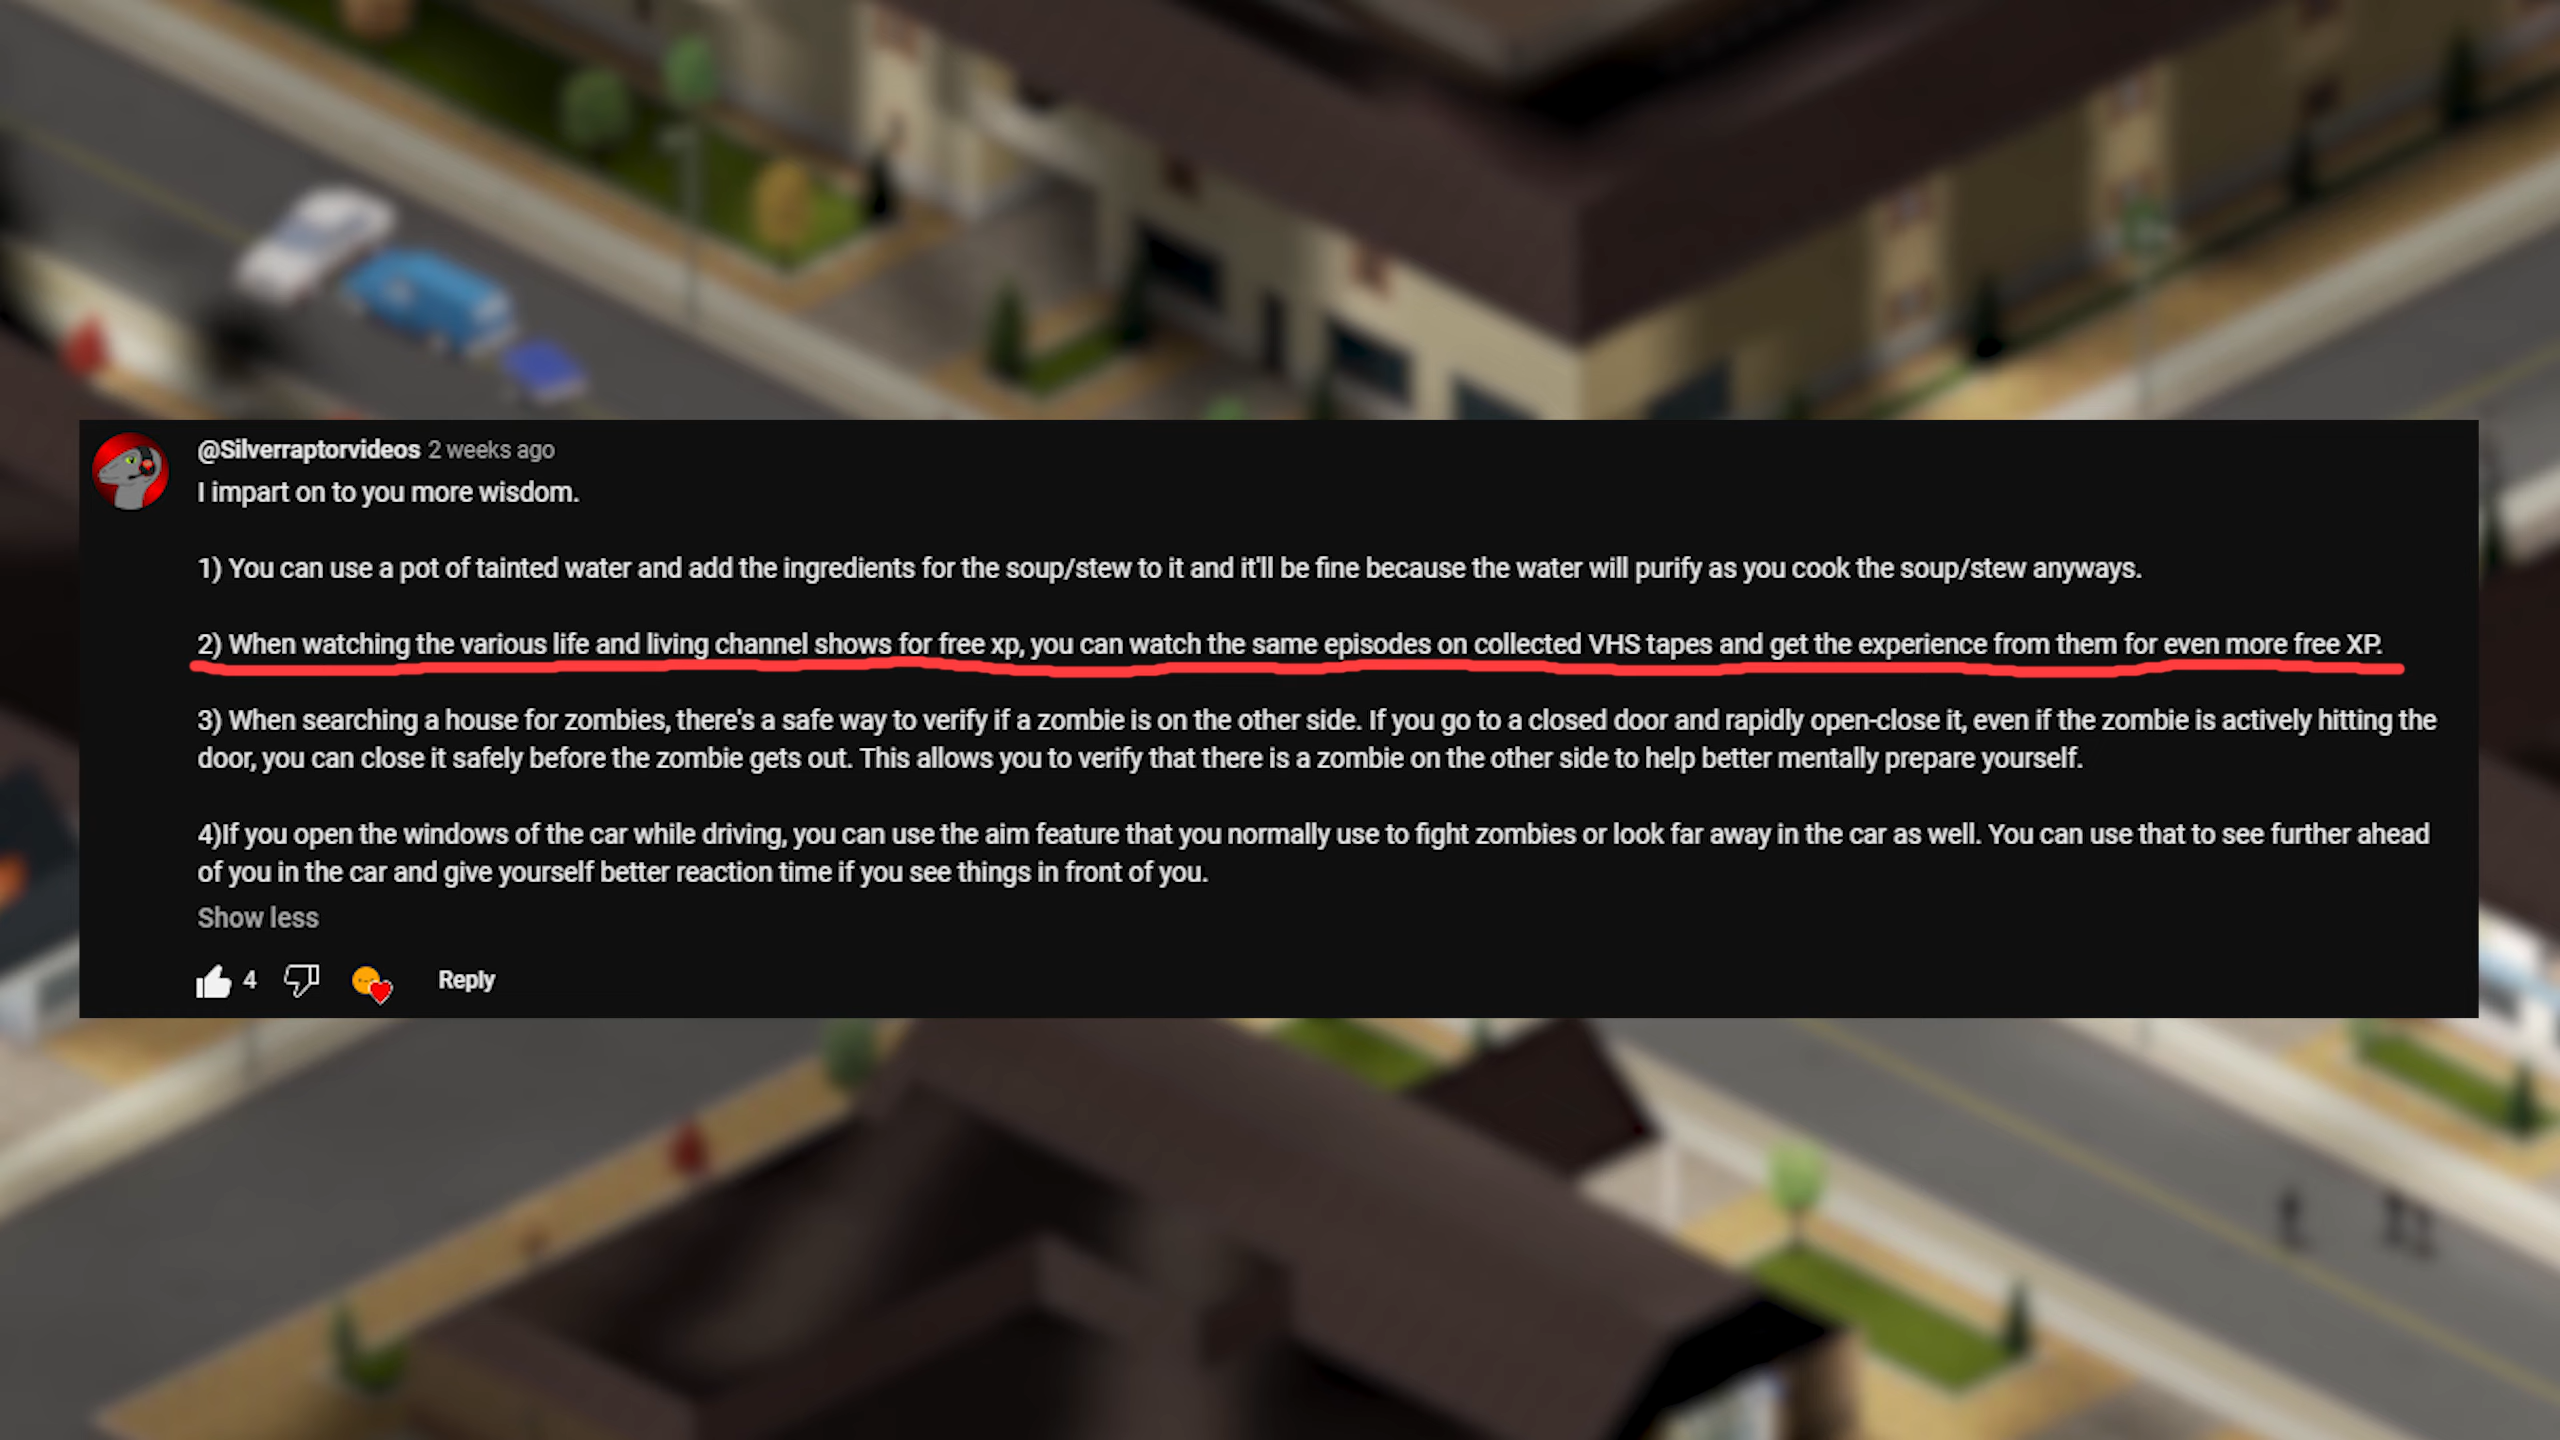 @Silverraptorvideos 2 weeks ago
I impart on to you more wisdom.
1) You can use a pot of tainted water and add the ingredients for the soup/stew to it and it'll be fine because the water will purify as you cook the soup/stew anyways.
2) When watching the various life and living channel shows for free xp, you can watch the same episodes on collected VHS tapes and get the experience from them for even more free XP.
3) When searching a house for zombies, there's a safe way to verify if a zombie is on the other side. If you go to a closed door and rapidly open-close it, even if the zombie is actively hitting the
door, you can close it safely before the zombie gets out. This allows you to verify that there is a zombie on the other side to help better mentally prepare yourself.
4)If you open the windows of the car while driving, you can use the aim feature that you normally use to fight zombies or look far away in the car as well. You can use that to see further ahead
of you in the car and give yourself better reaction time if you see things in front of you.
Show less
4 Reply